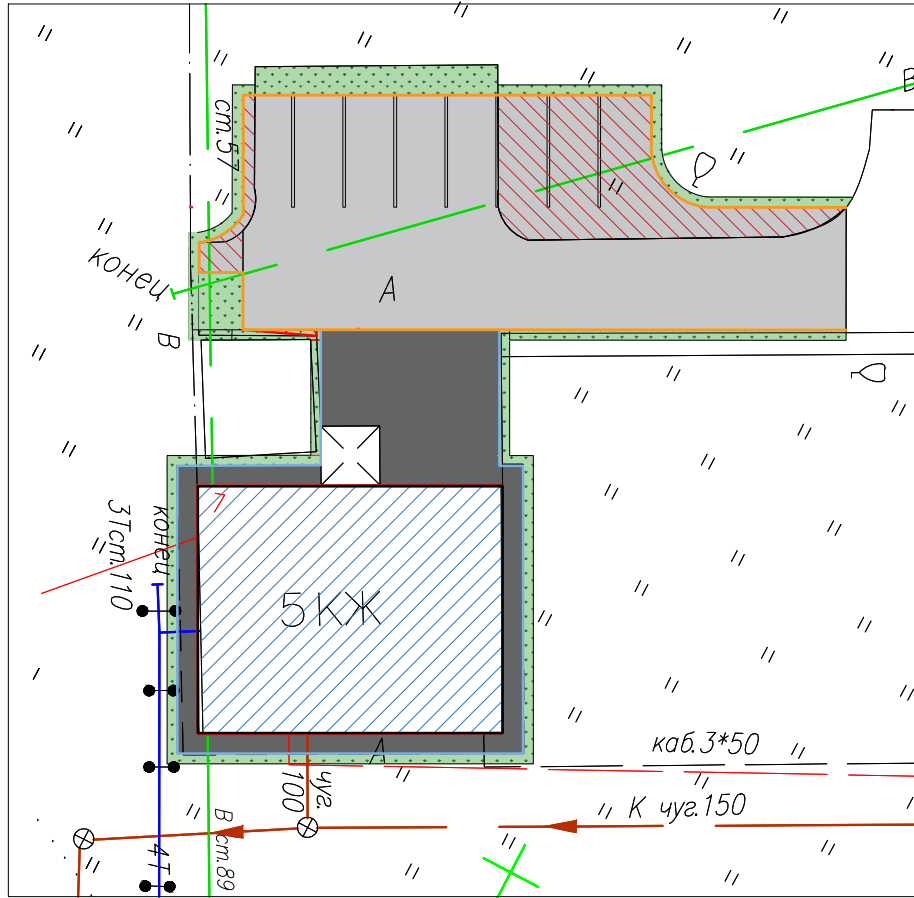 В
ст.57
конец
А
В
конец
3Тст.110
5КЖ
А
каб.3*50
чуг.
100
К чуг.150
В ст.89
4Т